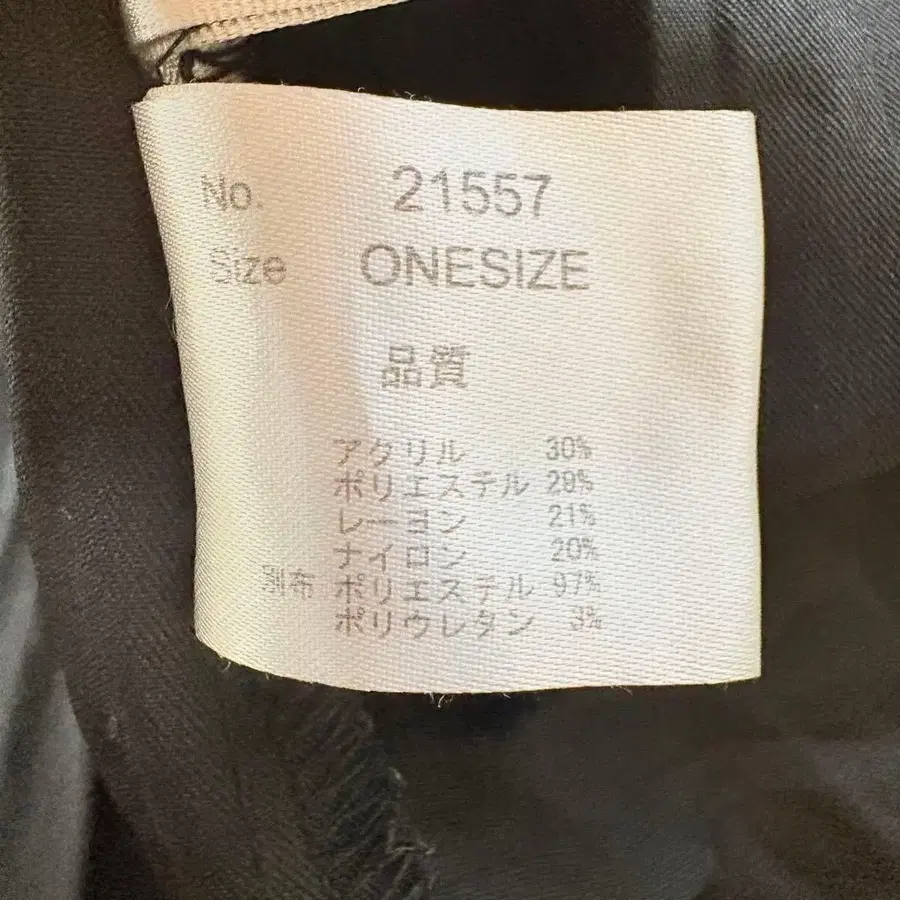 No. 21557
Size ONESIZE
品質
アクリル 30%
ポリエステル 29%
レーヨン 21%
ナイロン 20%
別布 ポリエステル 97%
ポリウレタン 3%